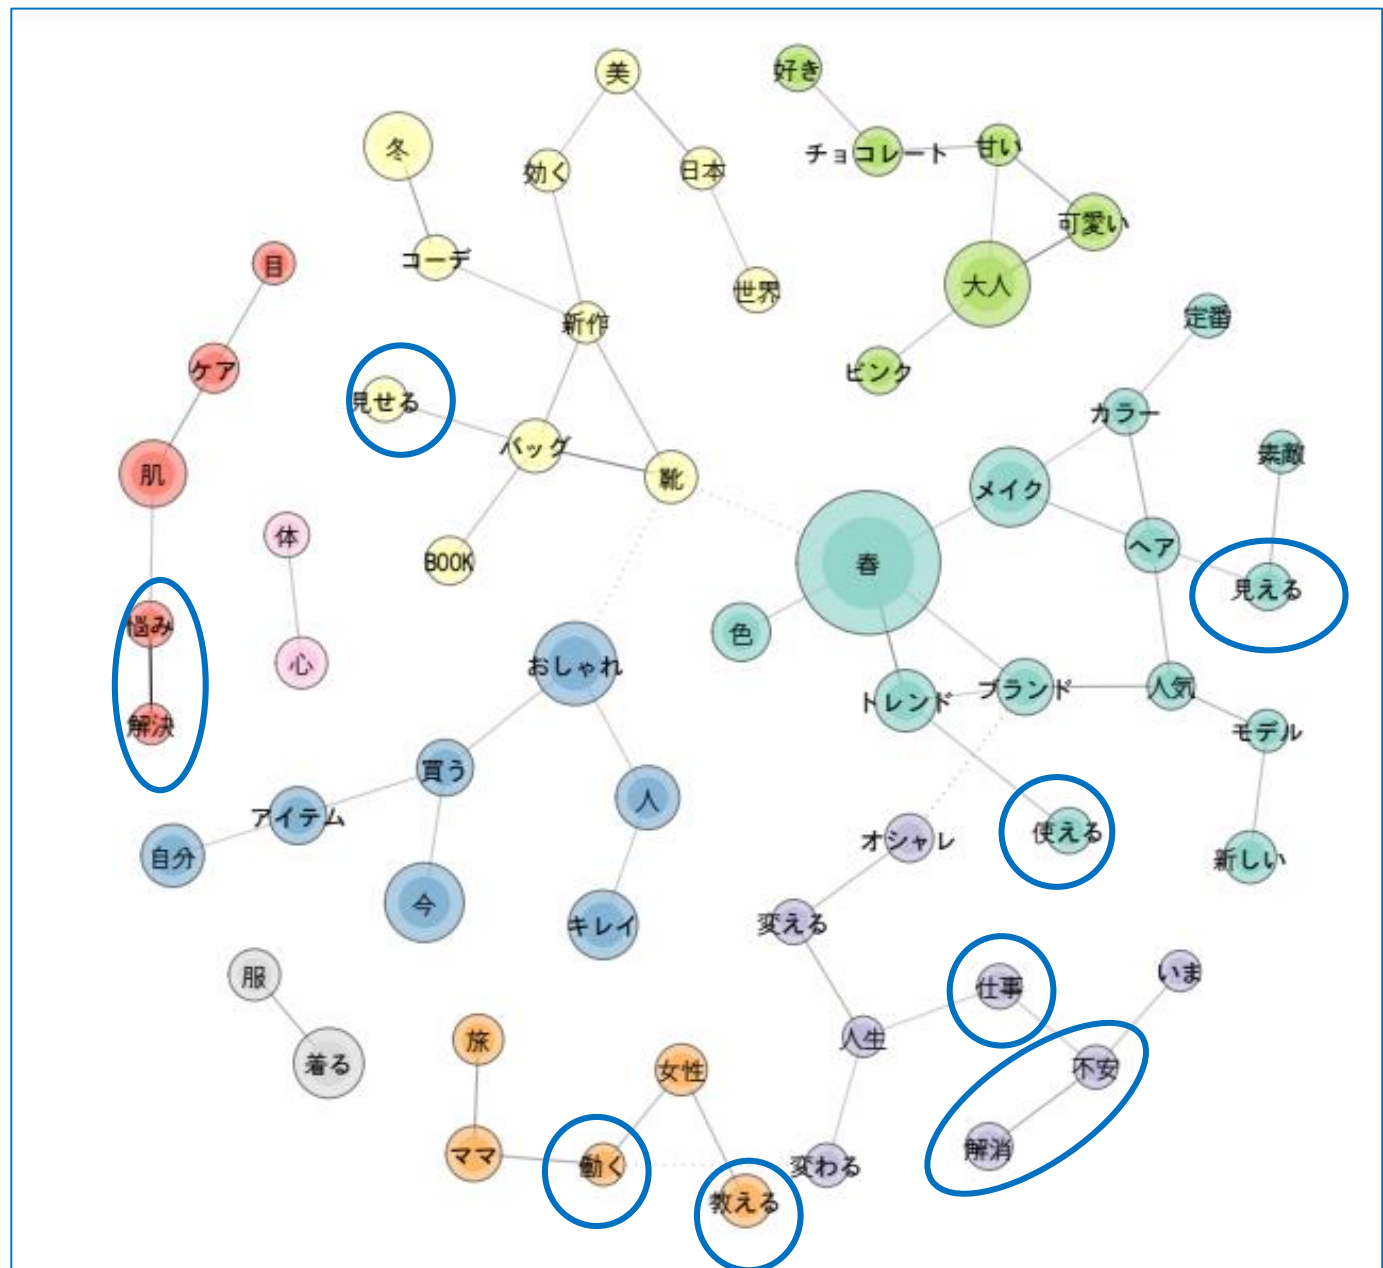 美
好き
冬
効く
日本
チョコレート
甘い
可愛い
目
コーデ
世界
大人
新作
定番
ケア
ピンク
見せる
カラー
バッグ
素敵
肌
靴
メイク
体
BOOK
春
ヘア
見える
悩み
色
心
おしゃれ
トレンド
ブランド
人気
解決
モデル
買う
人
アイテム
使える
自分
オシャレ
新しい
今
キレイ
変える
服
仕事
いま
旅
人生
着る
女性
不安
ママ
働く
変わる
解消
教える